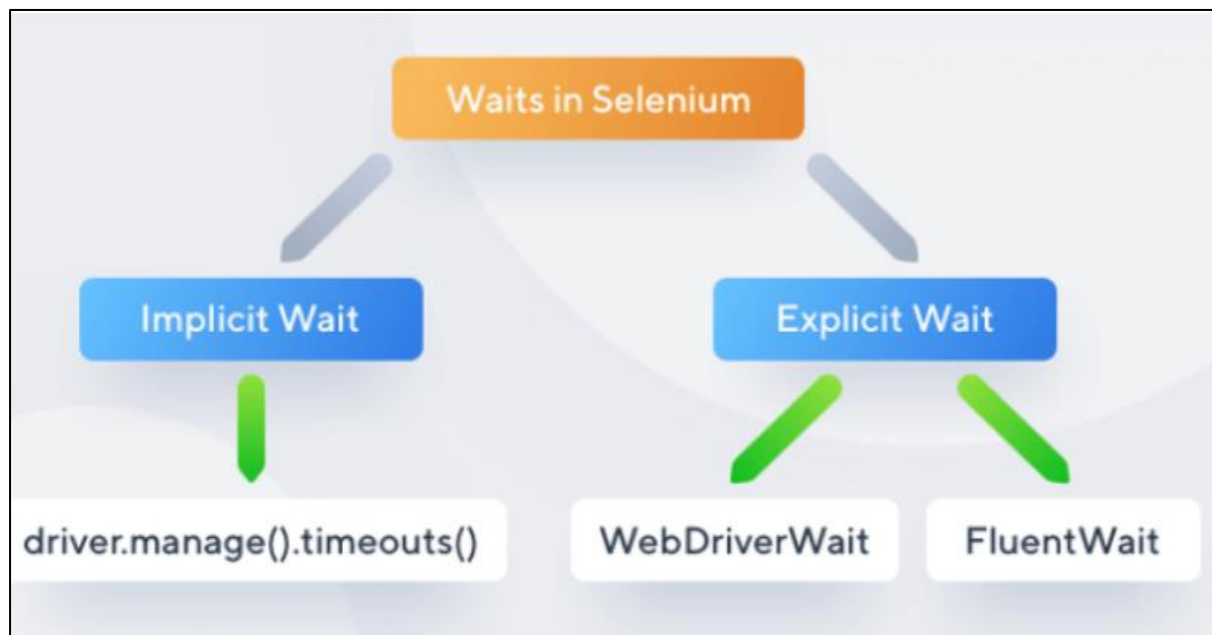 Waits in Selenium
Implicit Wait
Explicit Wait
driver.manage().timeouts()
WebDriverWait
FluentWait